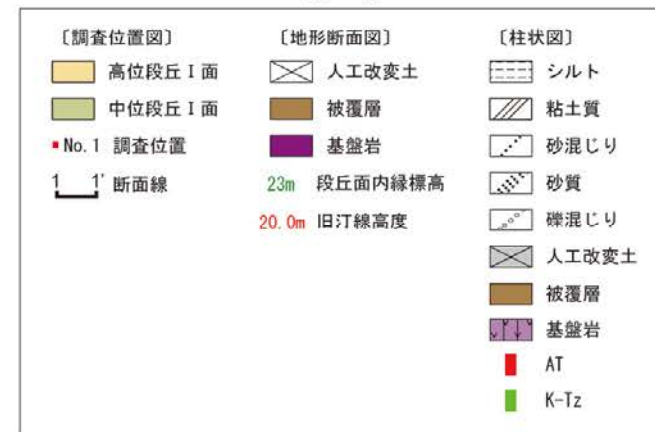 〔調査位置図〕
高位段丘Ⅰ面
中位段丘Ⅰ面
No.1 調査位置
1 1' 断面線
〔地形断面図〕
人工改変土
被覆層
基盤岩
23m 段丘面内縁標高
20.0m 旧汀線高度
〔柱状図〕
シルト
粘土質
砂混じり
砂質
礫混じり
人工改変土
被覆層
基盤岩
AT
K-Tz